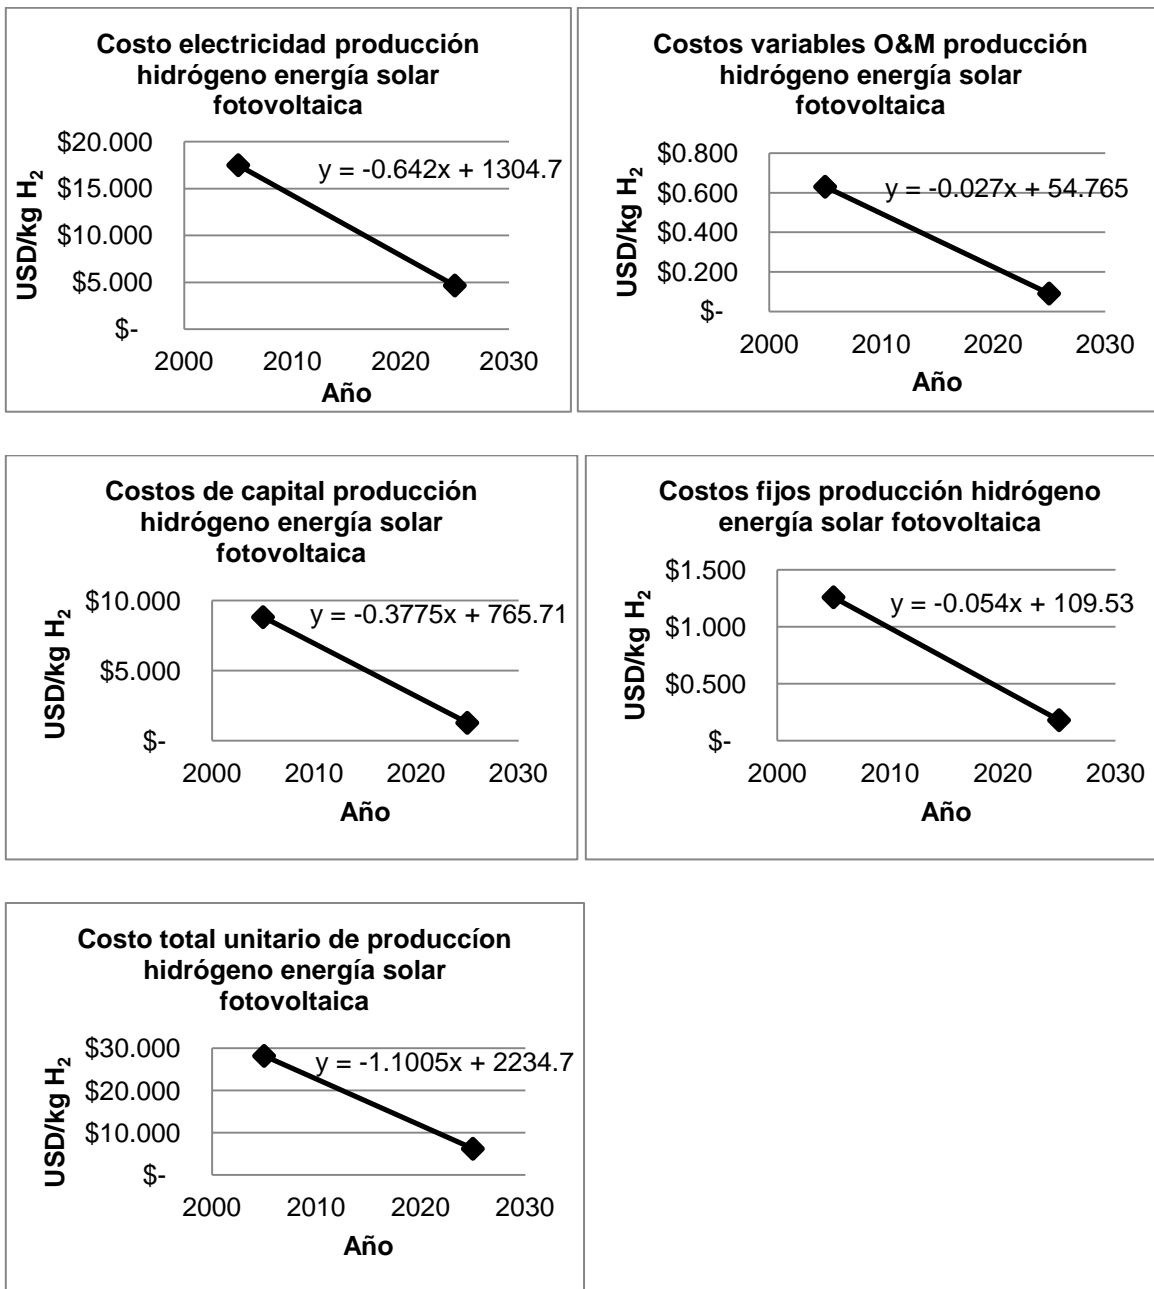 Costo electricidad producción
hidrógeno energía solar
fotovoltaica
USD/kg H₂
$20.000
$15.000
$10.000
$5.000
$-
y = -0.642x + 1304.7
2000 2010 2020 2030
Año
Costos variables O&M producción
hidrógeno energía solar
fotovoltaica
USD/kg H₂
$0.800
$0.600
$0.400
$0.200
$-
y = -0.027x + 54.765
2000 2010 2020 2030
Año
Costos de capital producción
hidrógeno energía solar
fotovoltaica
USD/kg H₂
$10.000
$5.000
$-
y = -0.3775x + 765.71
2000 2010 2020 2030
Año
Costos fijos producción hidrógeno
energía solar fotovoltaica
USD/kg H₂
$1.500
$1.000
$0.500
$-
y = -0.054x + 109.53
2000 2010 2020 2030
Año
Costo total unitario de produccíon
hidrógeno energía solar
fotovoltaica
USD/kg H₂
$30.000
$20.000
$10.000
$-
y = -1.1005x + 2234.7
2000 2010 2020 2030
Año